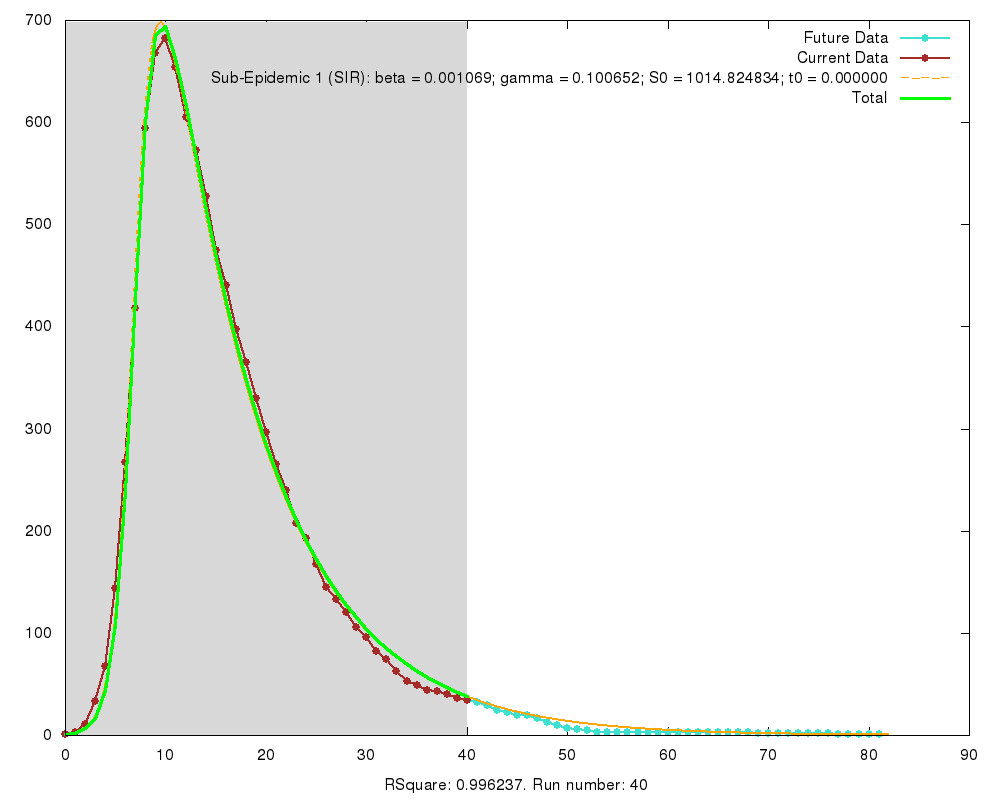 Future Data
Current Data
Sub-Epidemic 1 (SIR): beta = 0.001069; gamma = 0.100652; S0 = 1014.824834; t0 = 0.000000
Total
700
600
500
400
300
200
100
0
0 10 20 30 40 50 60 70 80 90
RSquare: 0.996237. Run number: 40